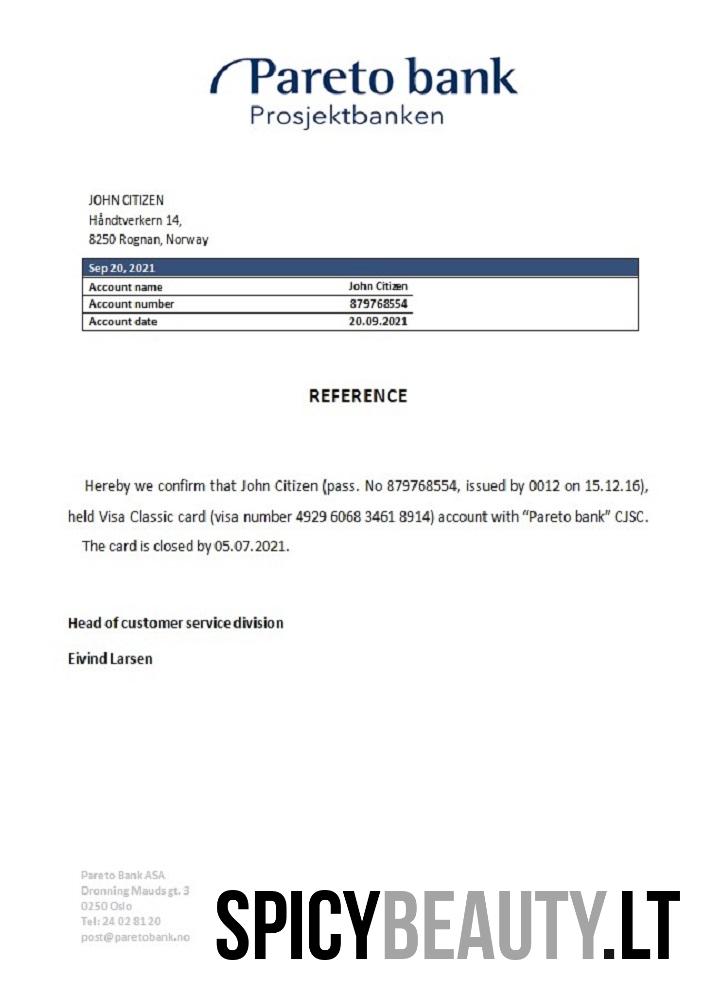 Pareto bank
Prosjektbanken
JOHN CITIZEN
Håndtverkern 14,
8250 Rognan, Norway
Sep 20, 2021
Account name John Citizen
Account number 879768554
Account date 20.09.2021
REFERENCE
Hereby we confirm that John Citizen (pass. No 879768554, issued by 0012 on 15.12.16),
held Visa Classic card (visa number 4929 6068 3461 8914) account with “Pareto bank” CJSC.
The card is closed by 05.07.2021.
Head of customer service division
Eivind Larsen
Pareto Bank ASA
Dronning Mauds gt. 3
0250 Oslo
Tel: 24 02 81 20
post@paretobank.no
SPICYBEAUTY.LT